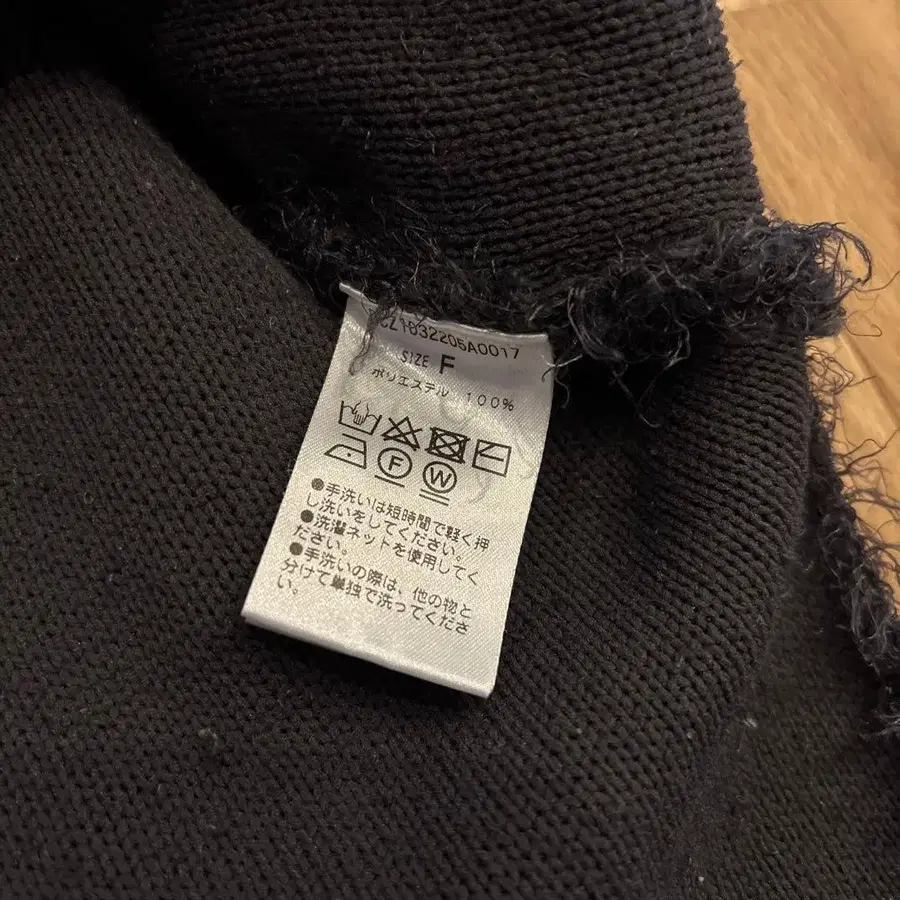 CZ1832205A0017
SIZE F
ポリエステル 100%
F W
●手洗いは短時間で軽く押
し洗いをしてください。
●洗濯ネットを使用してく
ださい。
●手洗いの際は、他の物と
分けて単独で洗ってくださ
い。